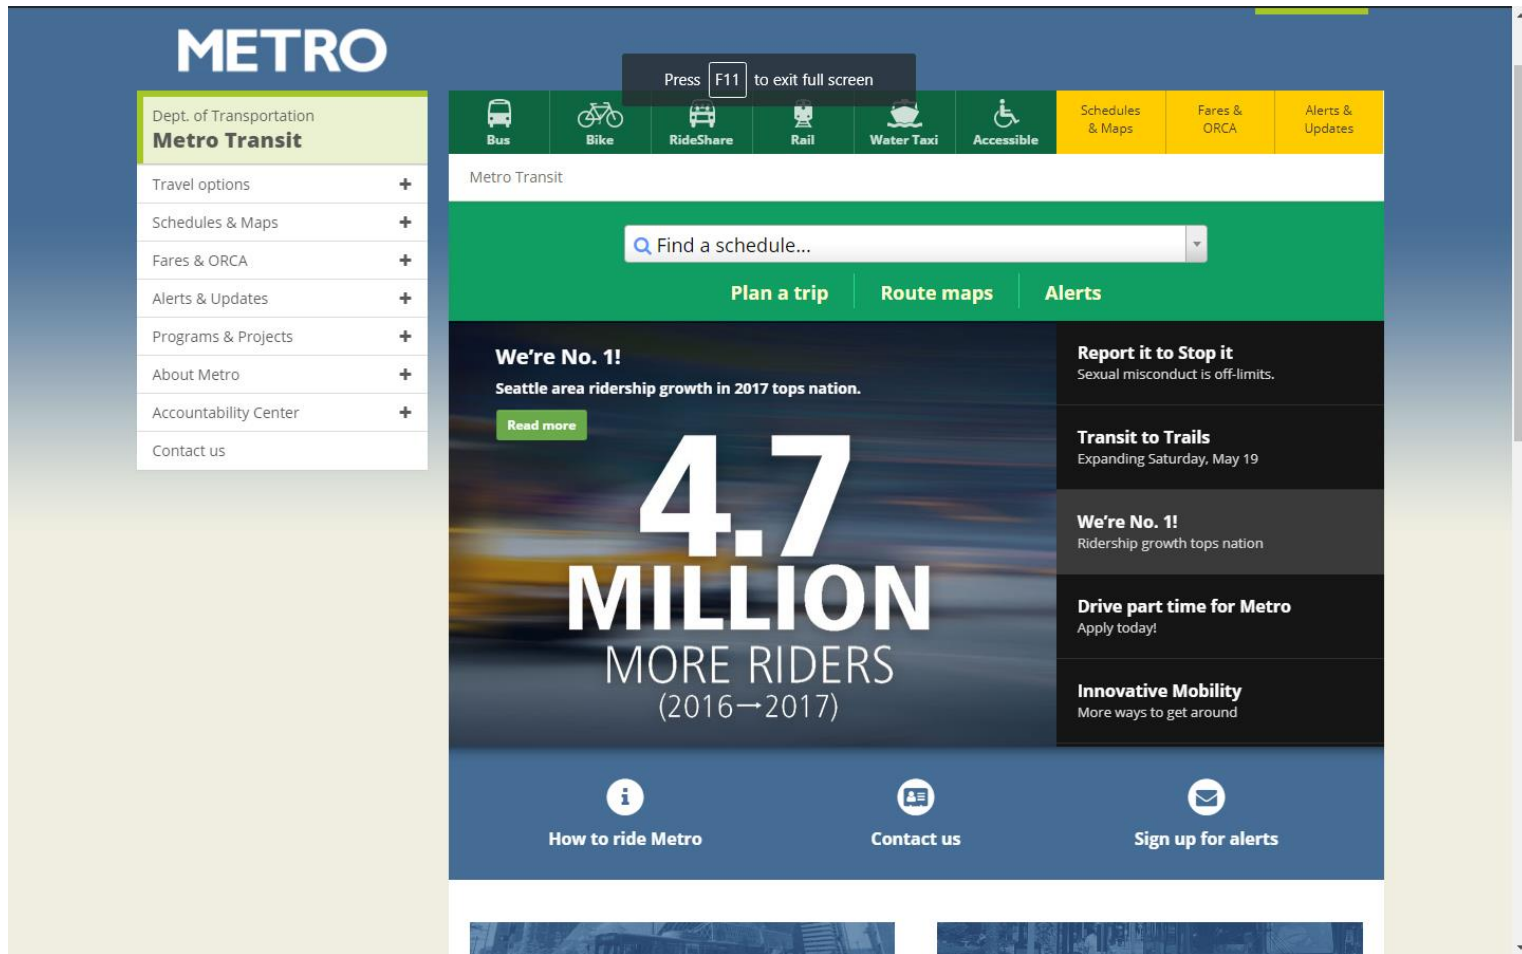 METRO
Press F11 to exit full screen
Dept. of Transportation
Metro Transit
Travel options
Schedules & Maps
Fares & ORCA
Alerts & Updates
Programs & Projects
About Metro
Accountability Center
Contact us
Bus
Bike
RideShare
Rail
Water Taxi
Accessible
Schedules
& Maps
Fares &
ORCA
Alerts &
Updates
Metro Transit
Find a schedule...
Plan a trip
Route maps
Alerts
We're No. 1!
Seattle area ridership growth in 2017 tops nation.
Read more
4.7
MILLION
MORE RIDERS
(2016→2017)
Report it to Stop it
Sexual misconduct is off-limits.
Transit to Trails
Expanding Saturday, May 19
We're No. 1!
Ridership growth tops nation
Drive part time for Metro
Apply today!
Innovative Mobility
More ways to get around
How to ride Metro
Contact us
Sign up for alerts